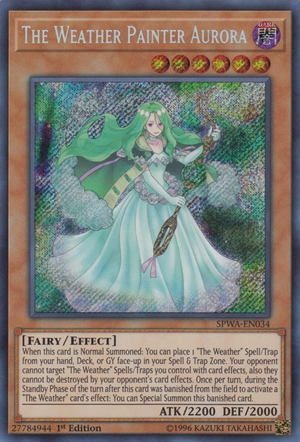 THE WEATHER PAINTER AURORA
DARK
闇
SPWA-EN034
[FAIRY/EFFECT]
When this card is Normal Summoned: You can place 1 "The Weather" Spell/Trap
from your hand, Deck, or GY face-up in your Spell & Trap Zone. Your opponent
cannot target "The Weather" Spells/Traps you control with card effects, also they
cannot be destroyed by your opponent's card effects. Once per turn, during the
Standby Phase of the turn after this card was banished from the field to activate a
"The Weather" card's effect: You can Special Summon this banished card.
ATK/2200 DEF/2000
27784944 1st Edition ©1996 KAZUKI TAKAHASHI